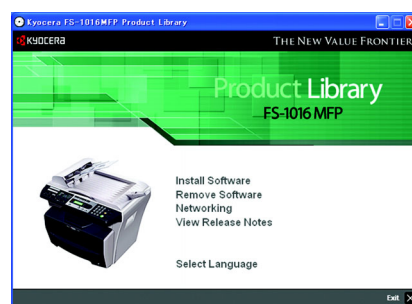 Kyocera FS-1016MFP Product Library
KYOCERA THE NEW VALUE FRONTIER
Product Library
FS-1016 MFP
Install Software
Remove Software
Networking
View Release Notes
Select Language
Exit